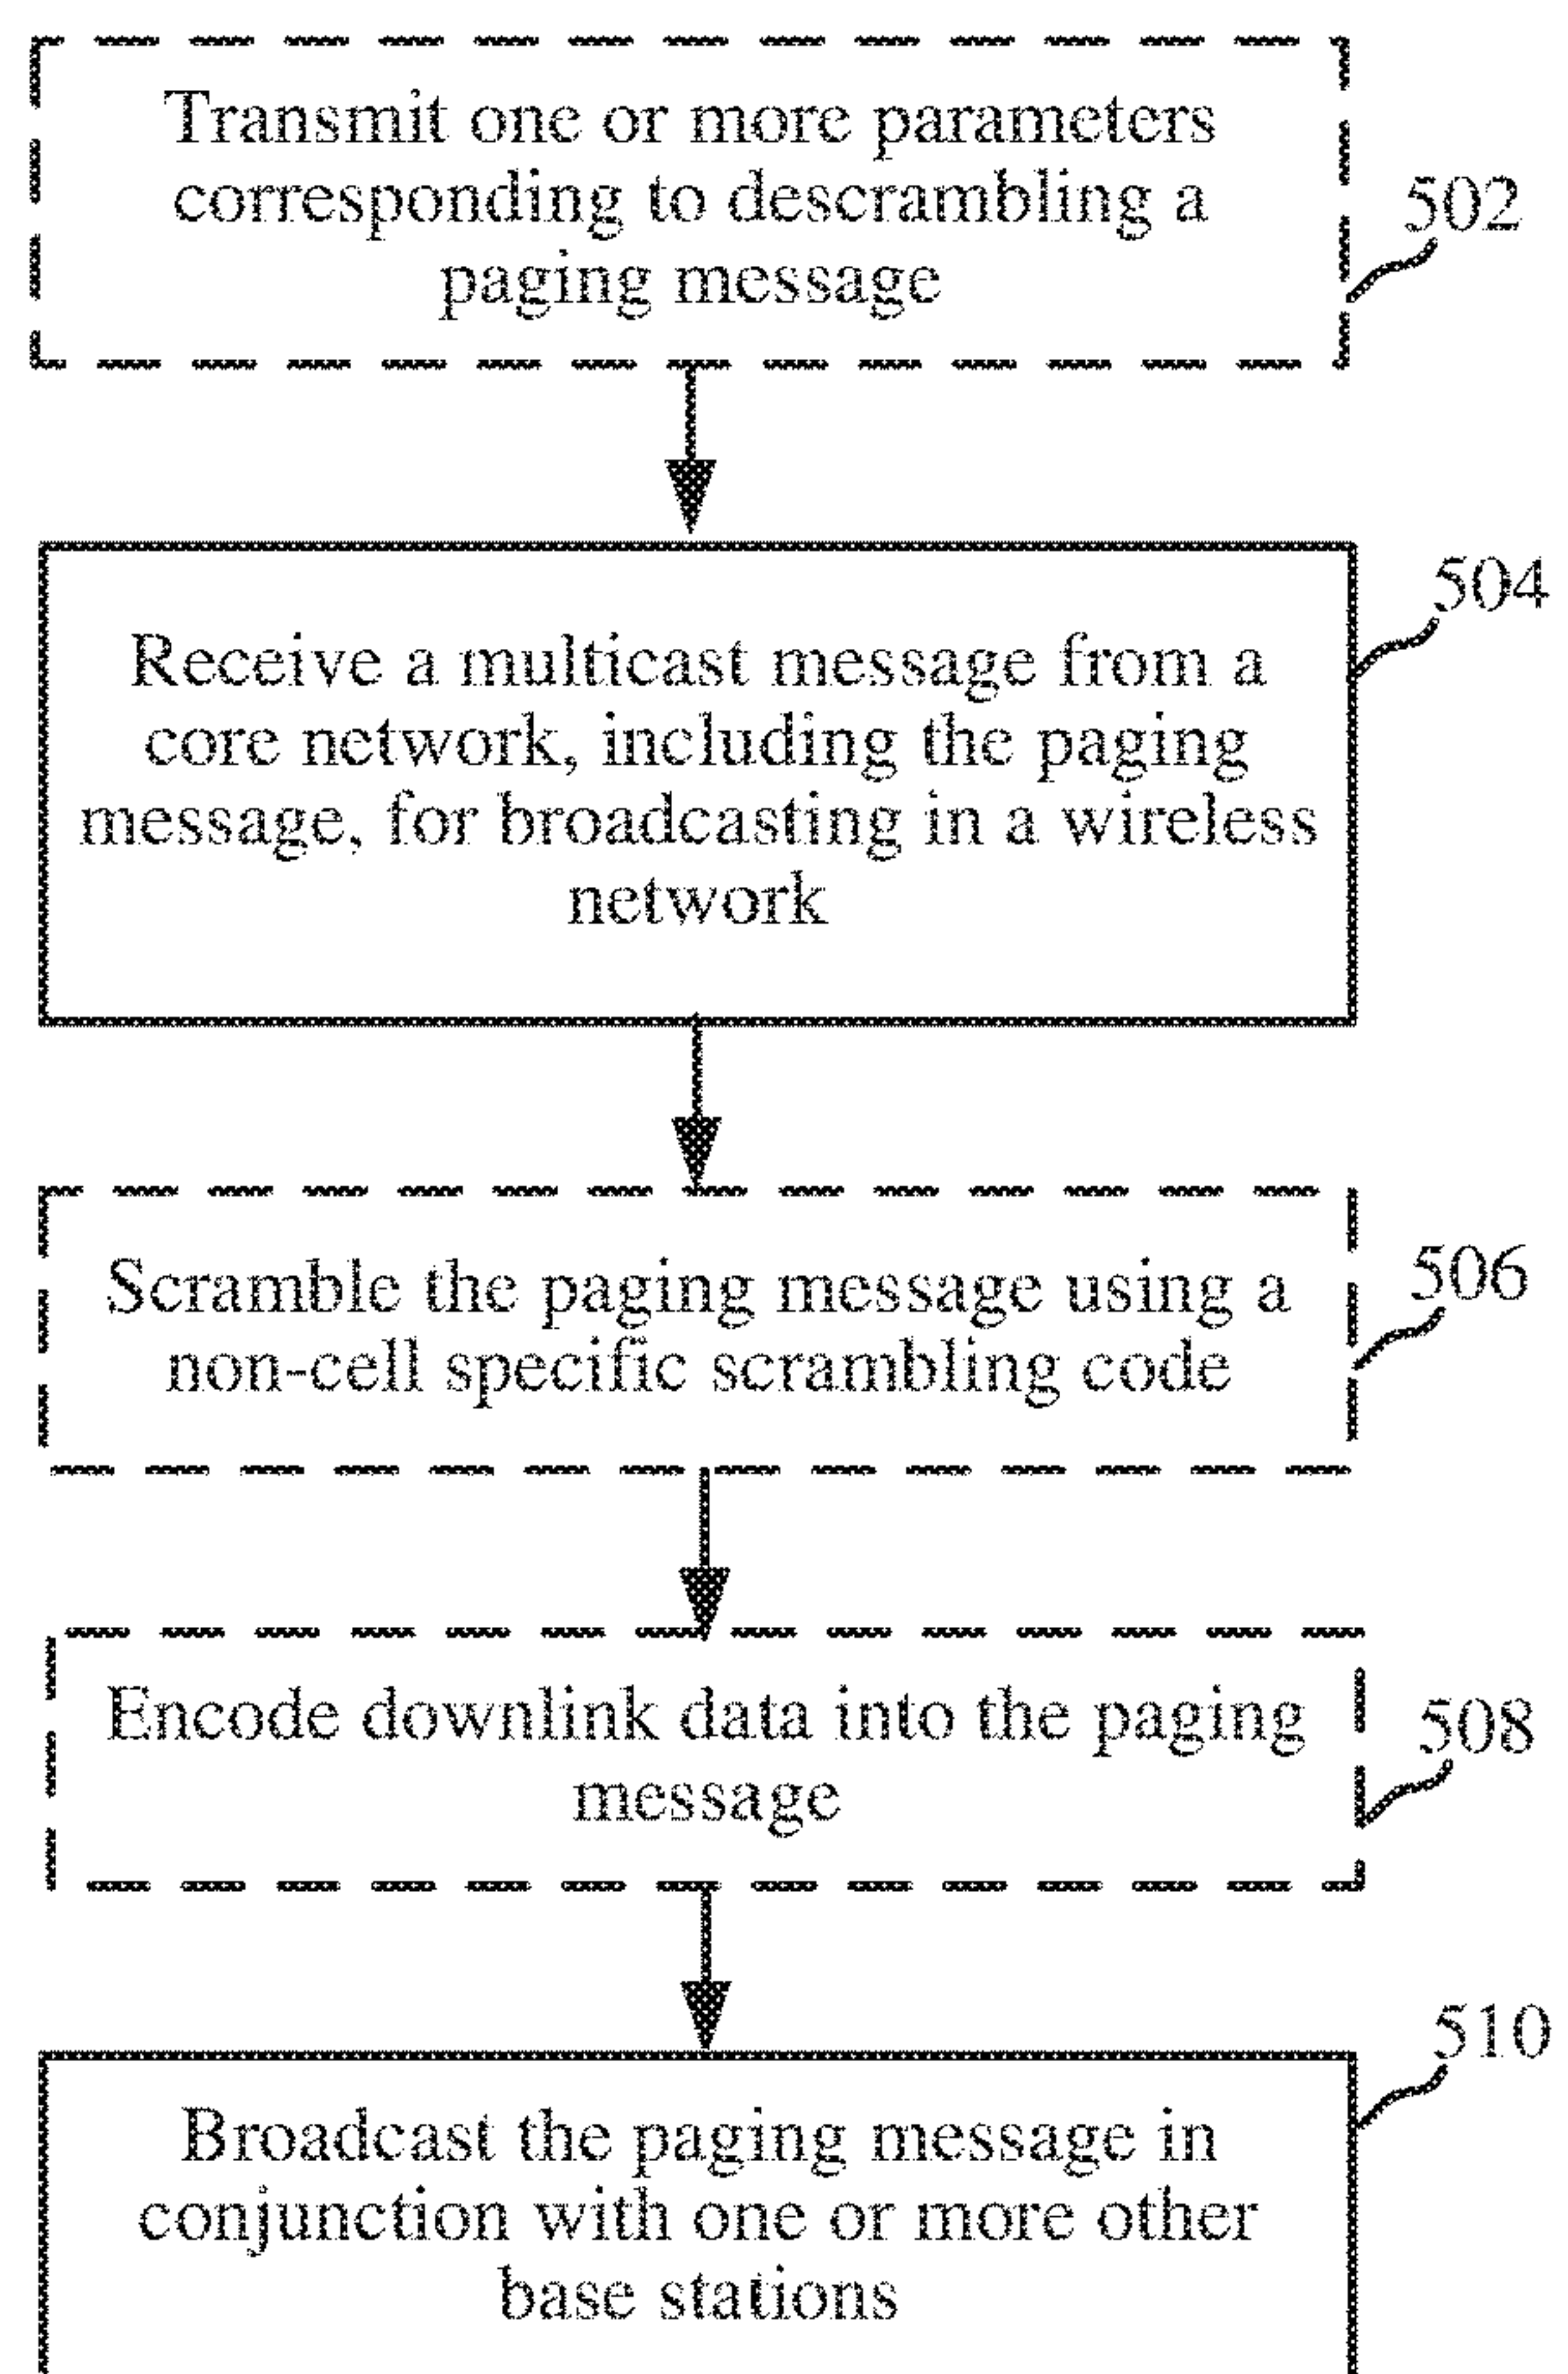 Transmit one or more parameters
corresponding to descrambling a
paging message
502
504
Receive a multicast message from a
core network, including the paging
message, for broadcasting in a wireless
network
Scramble the paging message using a
non-cell specific scrambling code
506
Encode downlink data into the paging
message
508
510
Broadcast the paging message in
conjunction with one or more other
base stations